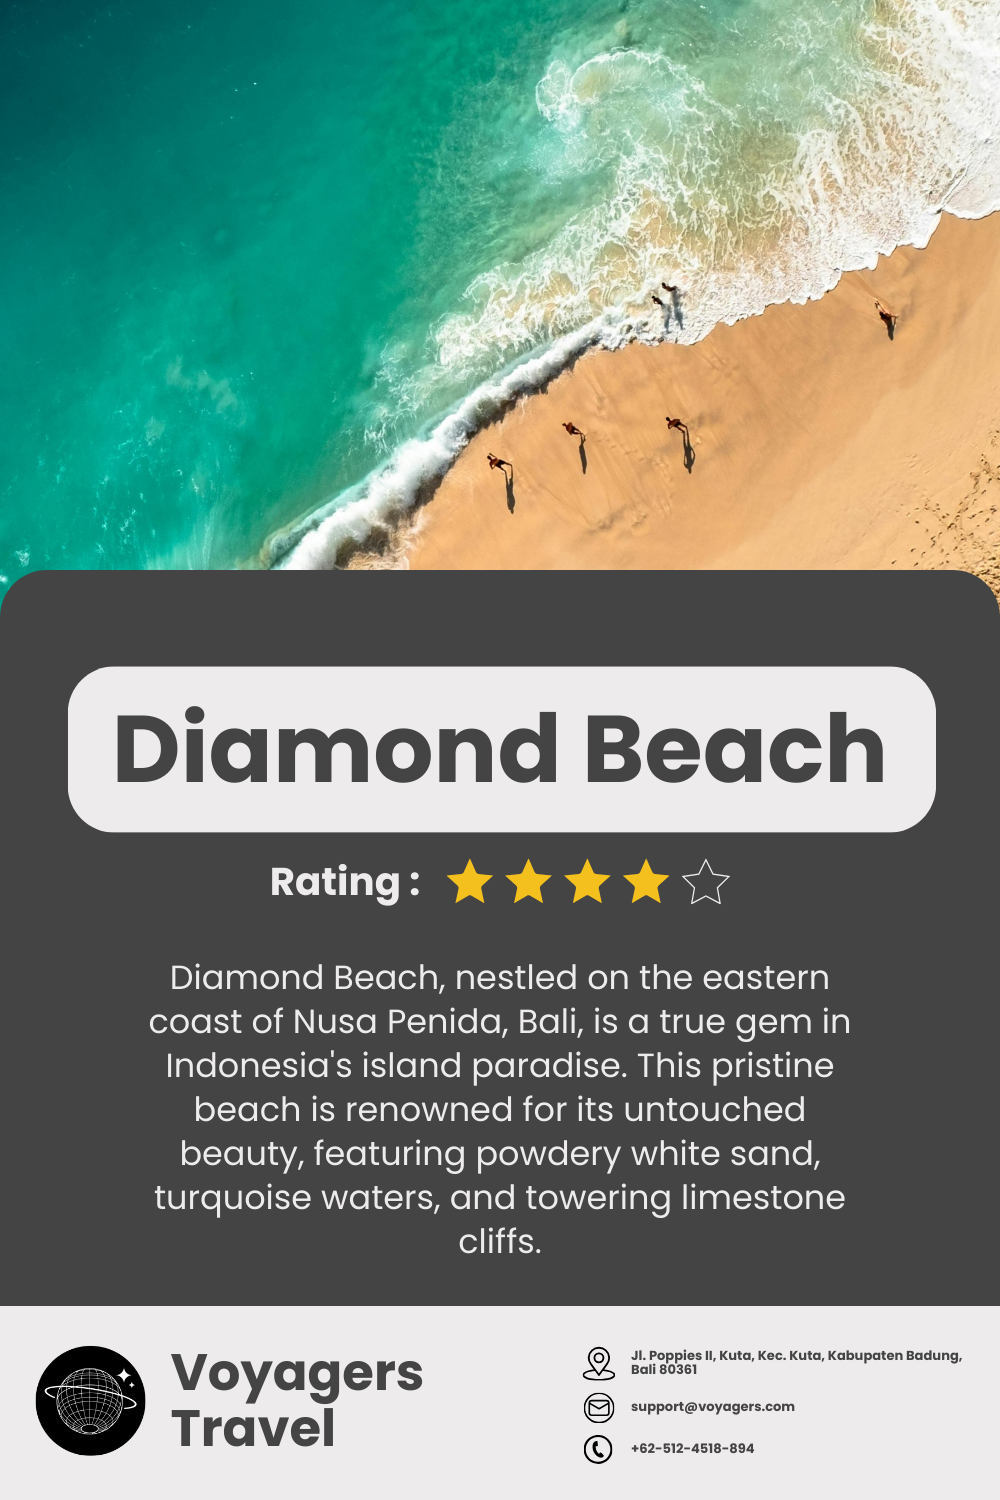 Diamond Beach
Rating :
Diamond Beach, nestled on the eastern
coast of Nusa Penida, Bali, is a true gem in
Indonesia's island paradise. This pristine
beach is renowned for its untouched
beauty, featuring powdery white sand,
turquoise waters, and towering limestone
cliffs.
Voyagers
Travel
Jl. Poppies II, Kuta, Kec. Kuta, Kabupaten Badung,
Bali 80361
support@voyagers.com
+62-512-4518-894